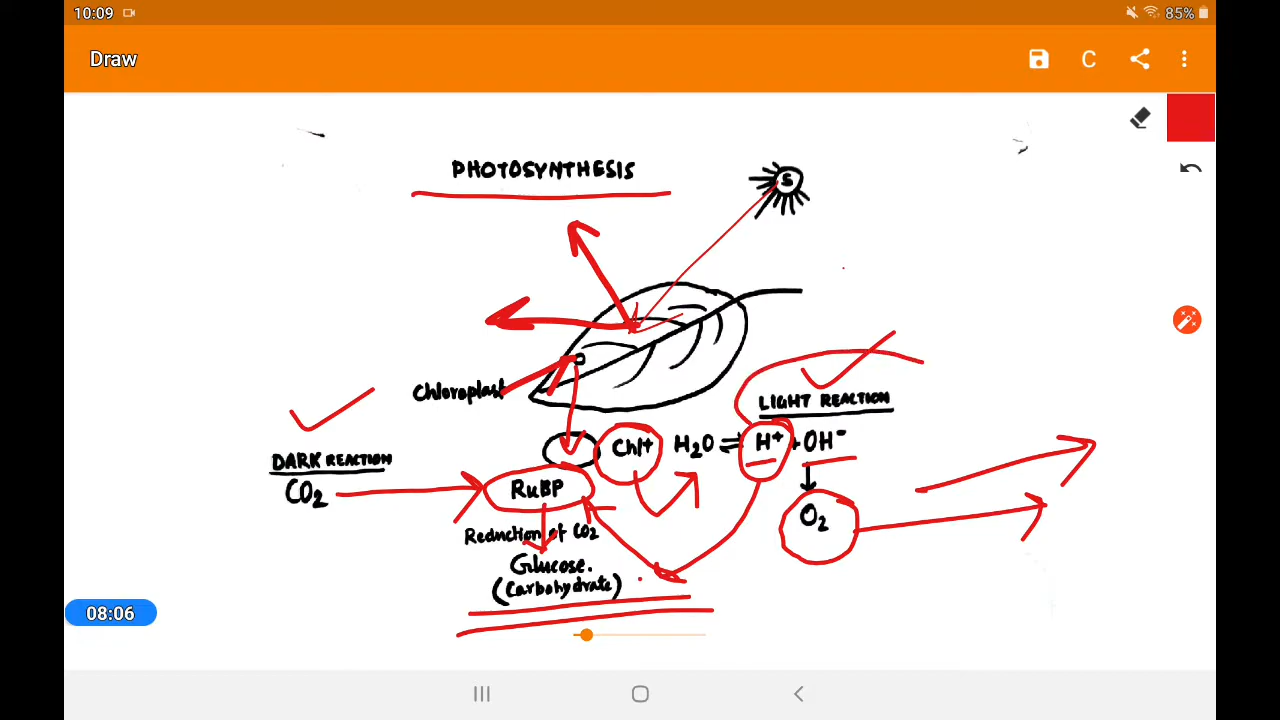 10:09
85%
Draw
C
PHOTOSYNTHESIS
S
Chloroplast
LIGHT REACTION
Chl+ H2O ⇌ H+ + OH-
DARK REACTION
CO2
RuBP
O2
Reduction of CO2
Glucose.
(Carbohydrate)
08:06